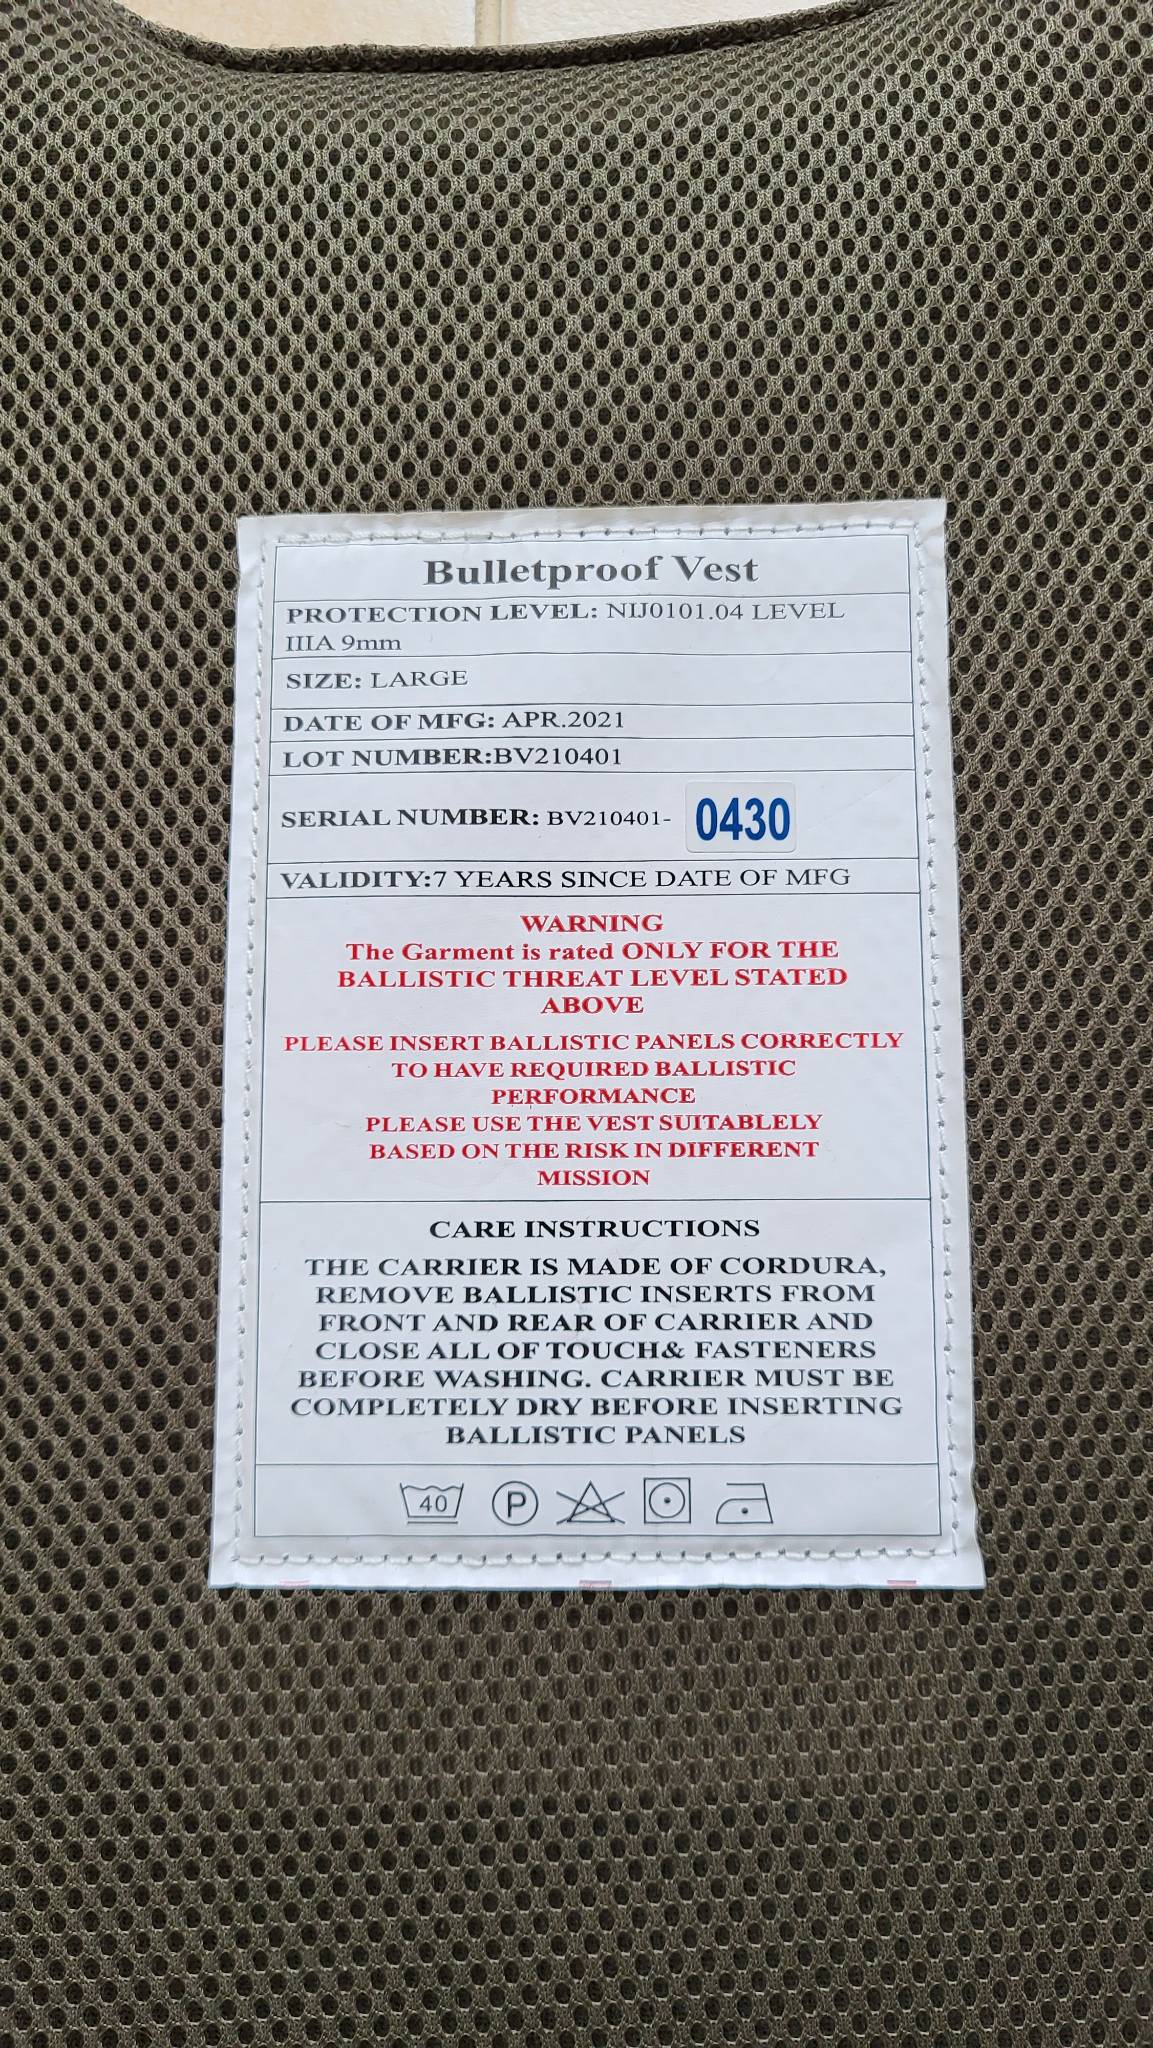 Bulletproof Vest
PROTECTION LEVEL: NIJ0101.04 LEVEL
IIIA 9mm
SIZE: LARGE
DATE OF MFG: APR.2021
LOT NUMBER:BV210401
SERIAL NUMBER: BV210401- 0430
VALIDITY:7 YEARS SINCE DATE OF MFG
WARNING
The Garment is rated ONLY FOR THE
BALLISTIC THREAT LEVEL STATED
ABOVE
PLEASE INSERT BALLISTIC PANELS CORRECTLY
TO HAVE REQUIRED BALLISTIC
PERFORMANCE
PLEASE USE THE VEST SUITABLELY
BASED ON THE RISK IN DIFFERENT
MISSION
CARE INSTRUCTIONS
THE CARRIER IS MADE OF CORDURA,
REMOVE BALLISTIC INSERTS FROM
FRONT AND REAR OF CARRIER AND
CLOSE ALL OF TOUCH& FASTENERS
BEFORE WASHING. CARRIER MUST BE
COMPLETELY DRY BEFORE INSERTING
BALLISTIC PANELS
40 P